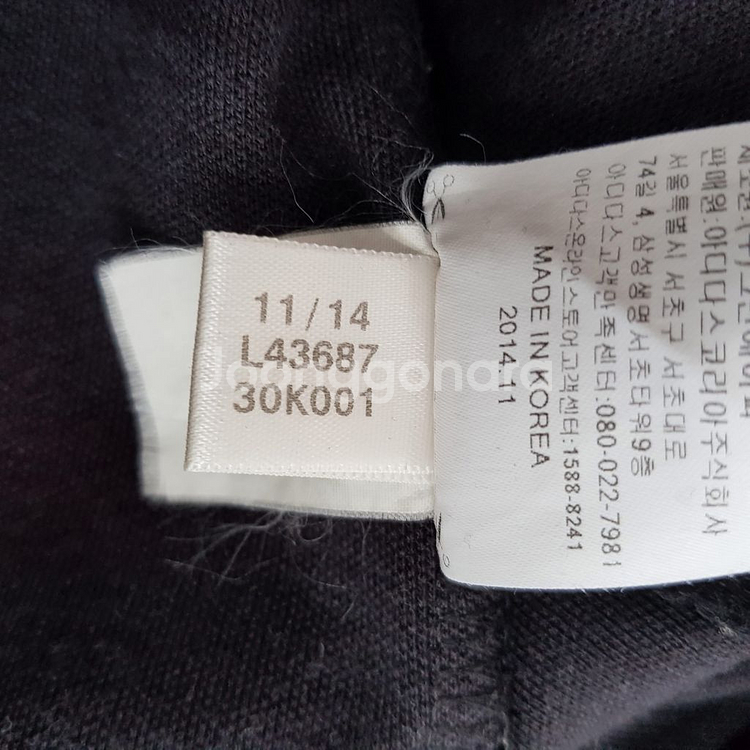 11/14
L43687
30K001
판매원:아디다스코리아주식회사
서울특별시 서초구 서초대로
74길 4, 삼성생명 서초타워 9층
아디다스고객만족센터:080-022-7981
아디다스온라인스토어고객센터:1588-8241
MADE IN KOREA
2014.11
Joonggonara